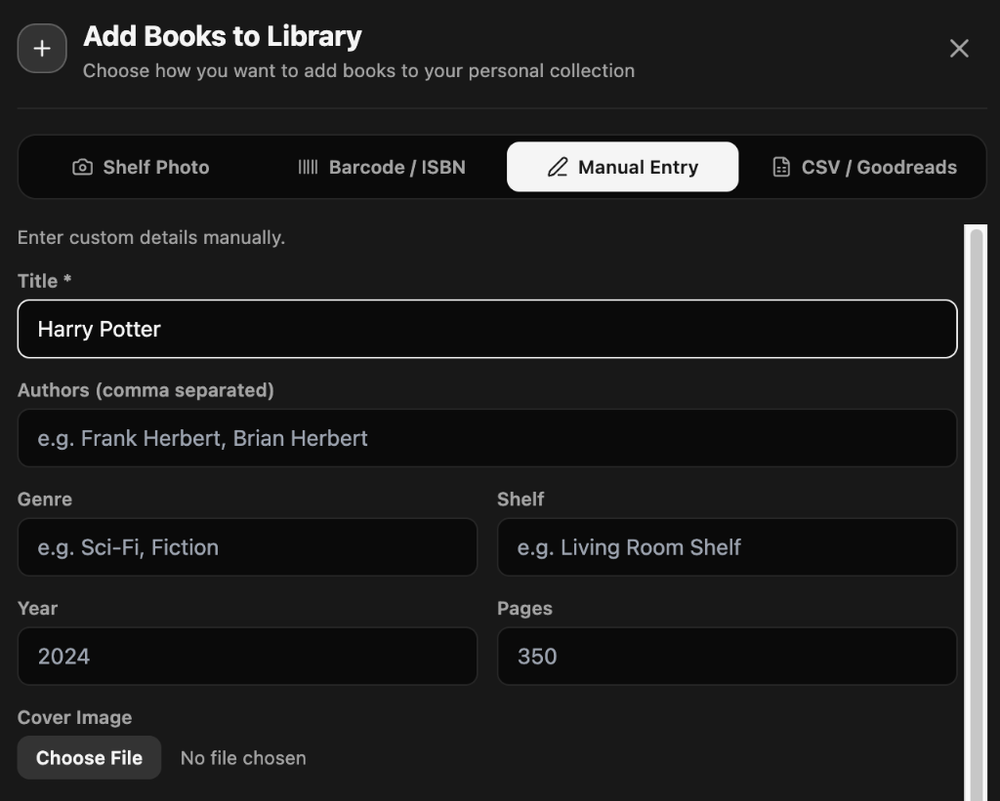 Add Books to Library
Choose how you want to add books to your personal collection
Shelf Photo
Barcode / ISBN
Manual Entry
CSV / Goodreads
Enter custom details manually.
Title *
Harry Potter
Authors (comma separated)
e.g. Frank Herbert, Brian Herbert
Genre
Shelf
e.g. Sci-Fi, Fiction
e.g. Living Room Shelf
Year
Pages
2024
350
Cover Image
Choose File
No file chosen